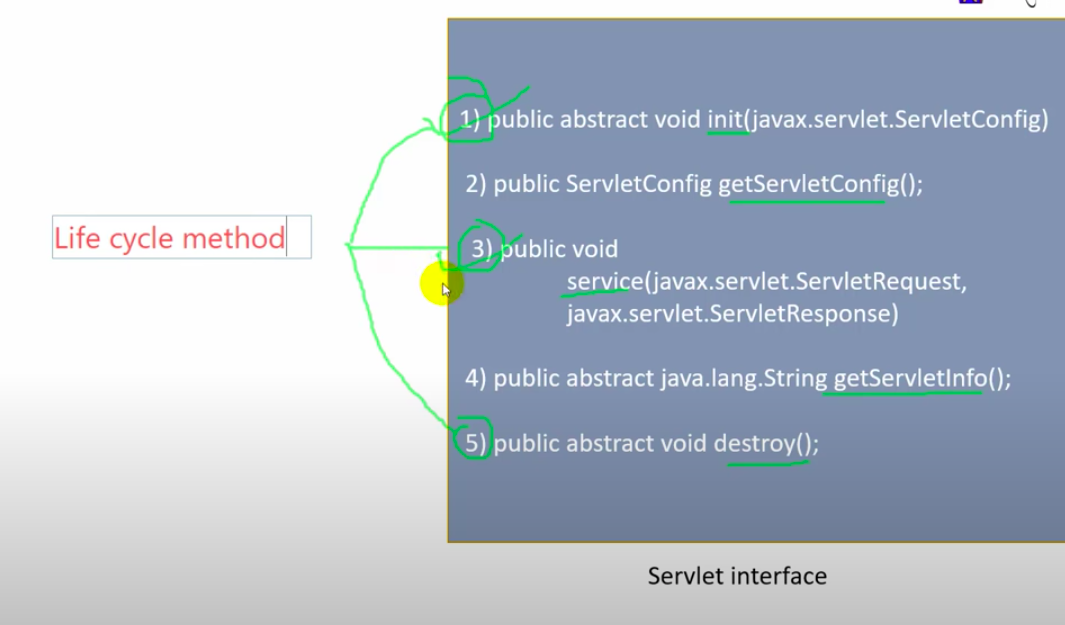 1) public abstract void init(javax.servlet.ServletConfig)
2) public ServletConfig getServletConfig();
Life cycle method
3) public void
service(javax.servlet.ServletRequest,
javax.servlet.ServletResponse)
4) public abstract java.lang.String getServletInfo();
5) public abstract void destroy();
Servlet interface